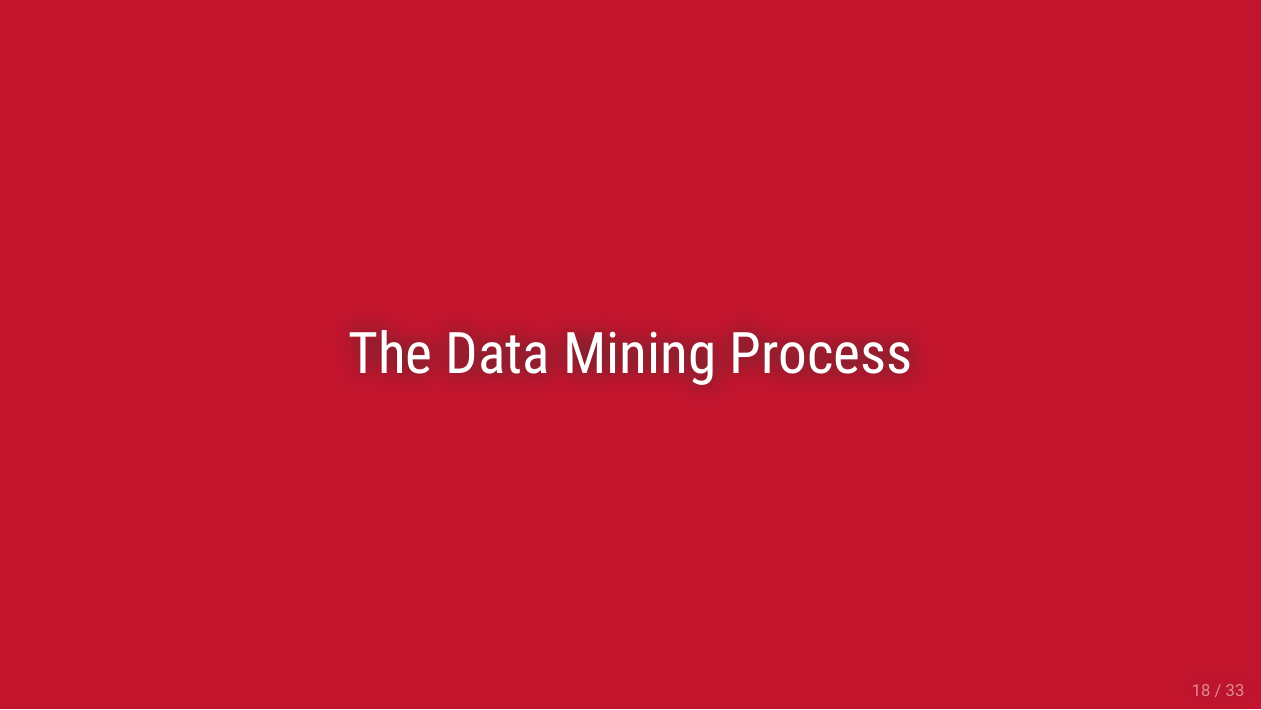 The Data Mining Process
18 / 33